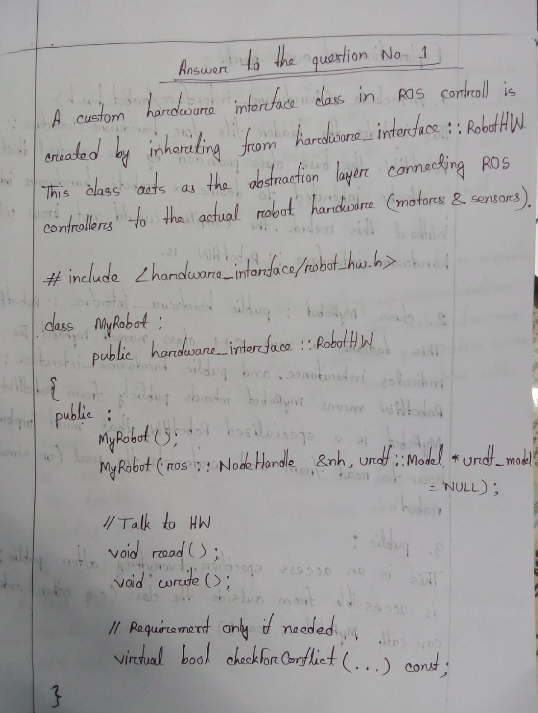 Answer to the question No. 1
A custom hardware interface class in ROS controll is
created by inheriting from hardware_interface::RobotHW.
This class acts as the abstraction layer connecting ROS
controllers to the actual robot hardware (motors & sensors).
# include <hardware_interface/robot_hw.h>
class MyRobot :
public hardware_interface::RobotHW
{
public :
MyRobot();
MyRobot(ros::NodeHandle &nh, urdf::Model *urdf_model
= NULL);
// Talk to HW
void read();
void write();
// Requirement only if needed
virtual bool checkForConflict(...) const;
}